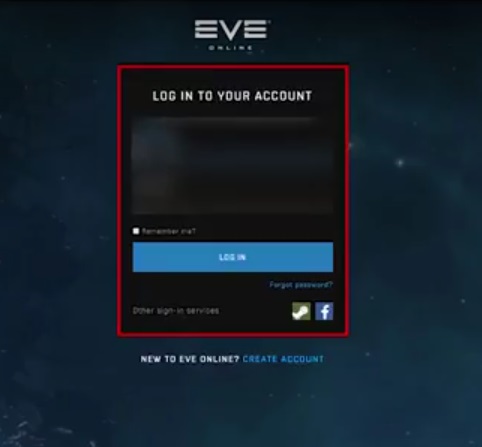 EVE
ONLINE
LOG IN TO YOUR ACCOUNT
Remember me?
LOG IN
Forgot password?
Other sign-in services
NEW TO EVE ONLINE? CREATE ACCOUNT